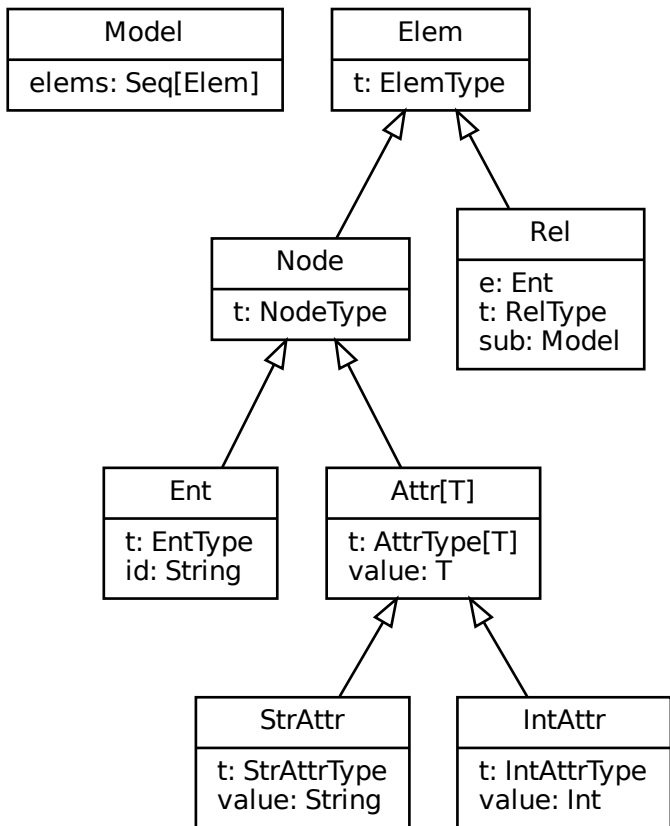 Model
elems: Seq[Elem]
Elem
t: ElemType
Node
t: NodeType
Rel
e: Ent
t: RelType
sub: Model
Ent
t: EntType
id: String
Attr[T]
t: AttrType[T]
value: T
StrAttr
t: StrAttrType
value: String
IntAttr
t: IntAttrType
value: Int